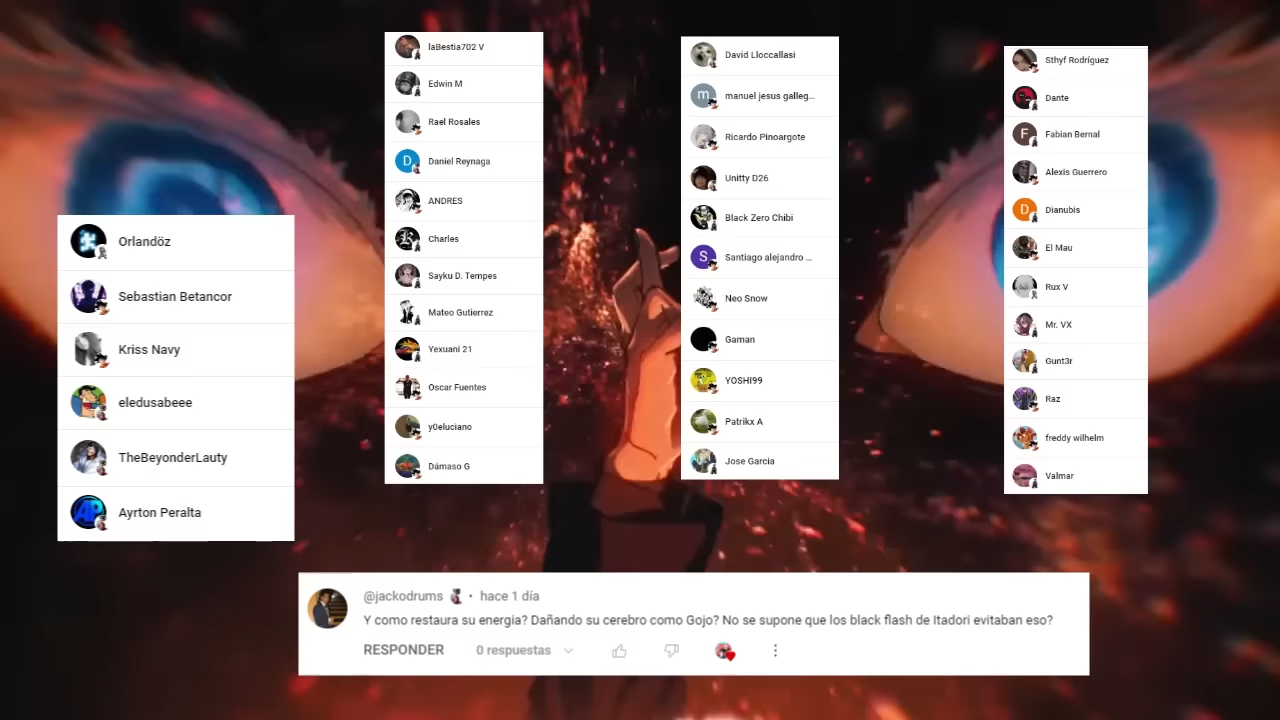 Orlandöz
Sebastian Betancor
Kriss Navy
eledusabeee
TheBeyonderLauty
Ayrton Peralta
laBestia702 V
Edwin M
Rael Rosales
D
Daniel Reynaga
ANDRES
Charles
Sayku D. Tempes
Mateo Gutierrez
Yexuani 21
Oscar Fuentes
y0eluciano
Dámaso G
David Lloccallasi
m
manuel jesus galleg...
Ricardo Pinoargote
Unitty D26
Black Zero Chibi
S
Santiago alejandro ...
Neo Snow
Gaman
YOSHI99
Patrikx A
Jose Garcia
Sthyf Rodríguez
Dante
F
Fabian Bernal
Alexis Guerrero
D
Dianubis
El Mau
Rux V
Mr. VX
Gunt3r
Raz
freddy wilhelm
Valmar
@jackodrums • hace 1 día
Y como restaura su energia? Dañando su cerebro como Gojo? No se supone que los black flash de Itadori evitaban eso?
RESPONDER 0 respuestas